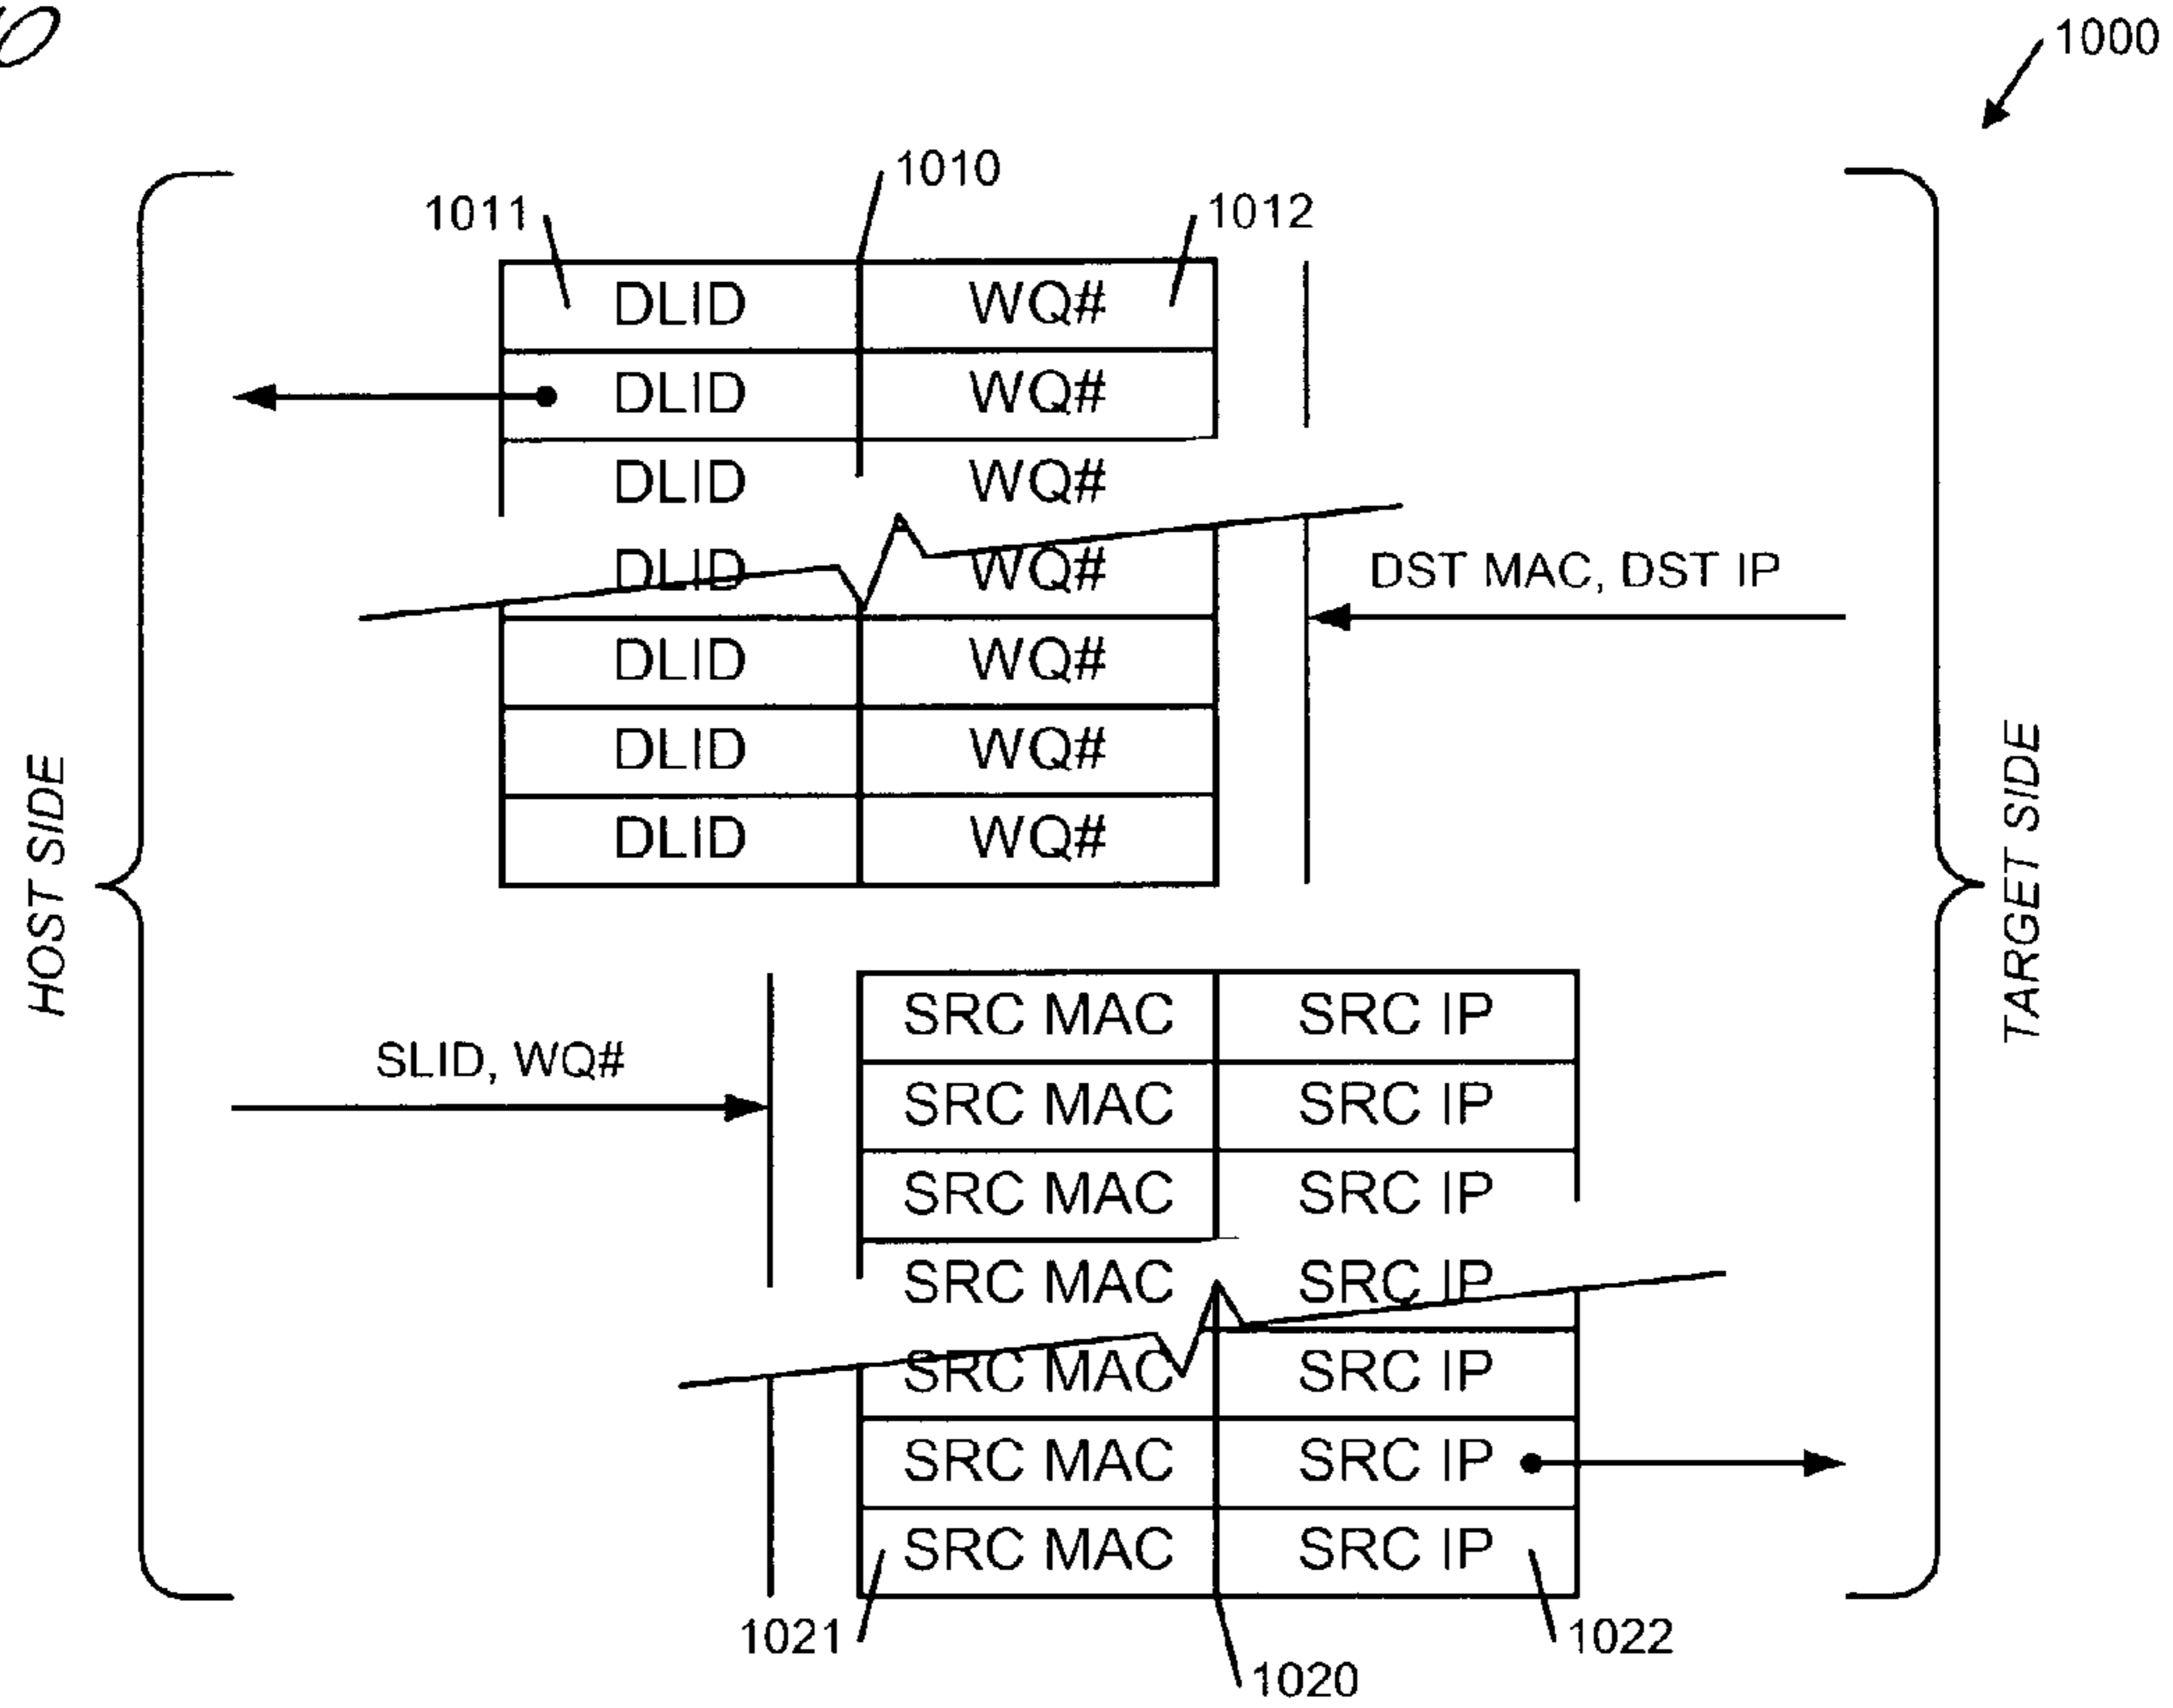 1000
1010
1011
1012
DLID WQ#
DLID WQ#
DLID WQ#
DLID WQ#
DST MAC, DST IP
DLID WQ#
DLID WQ#
DLID WQ#
HOST SIDE
TARGET SIDE
SRC MAC SRC IP
SLID, WQ#
SRC MAC SRC IP
SRC MAC SRC IP
SRC MAC SRC IP
SRC MAC SRC IP
SRC MAC SRC IP
SRC MAC SRC IP
1021
1022
1020